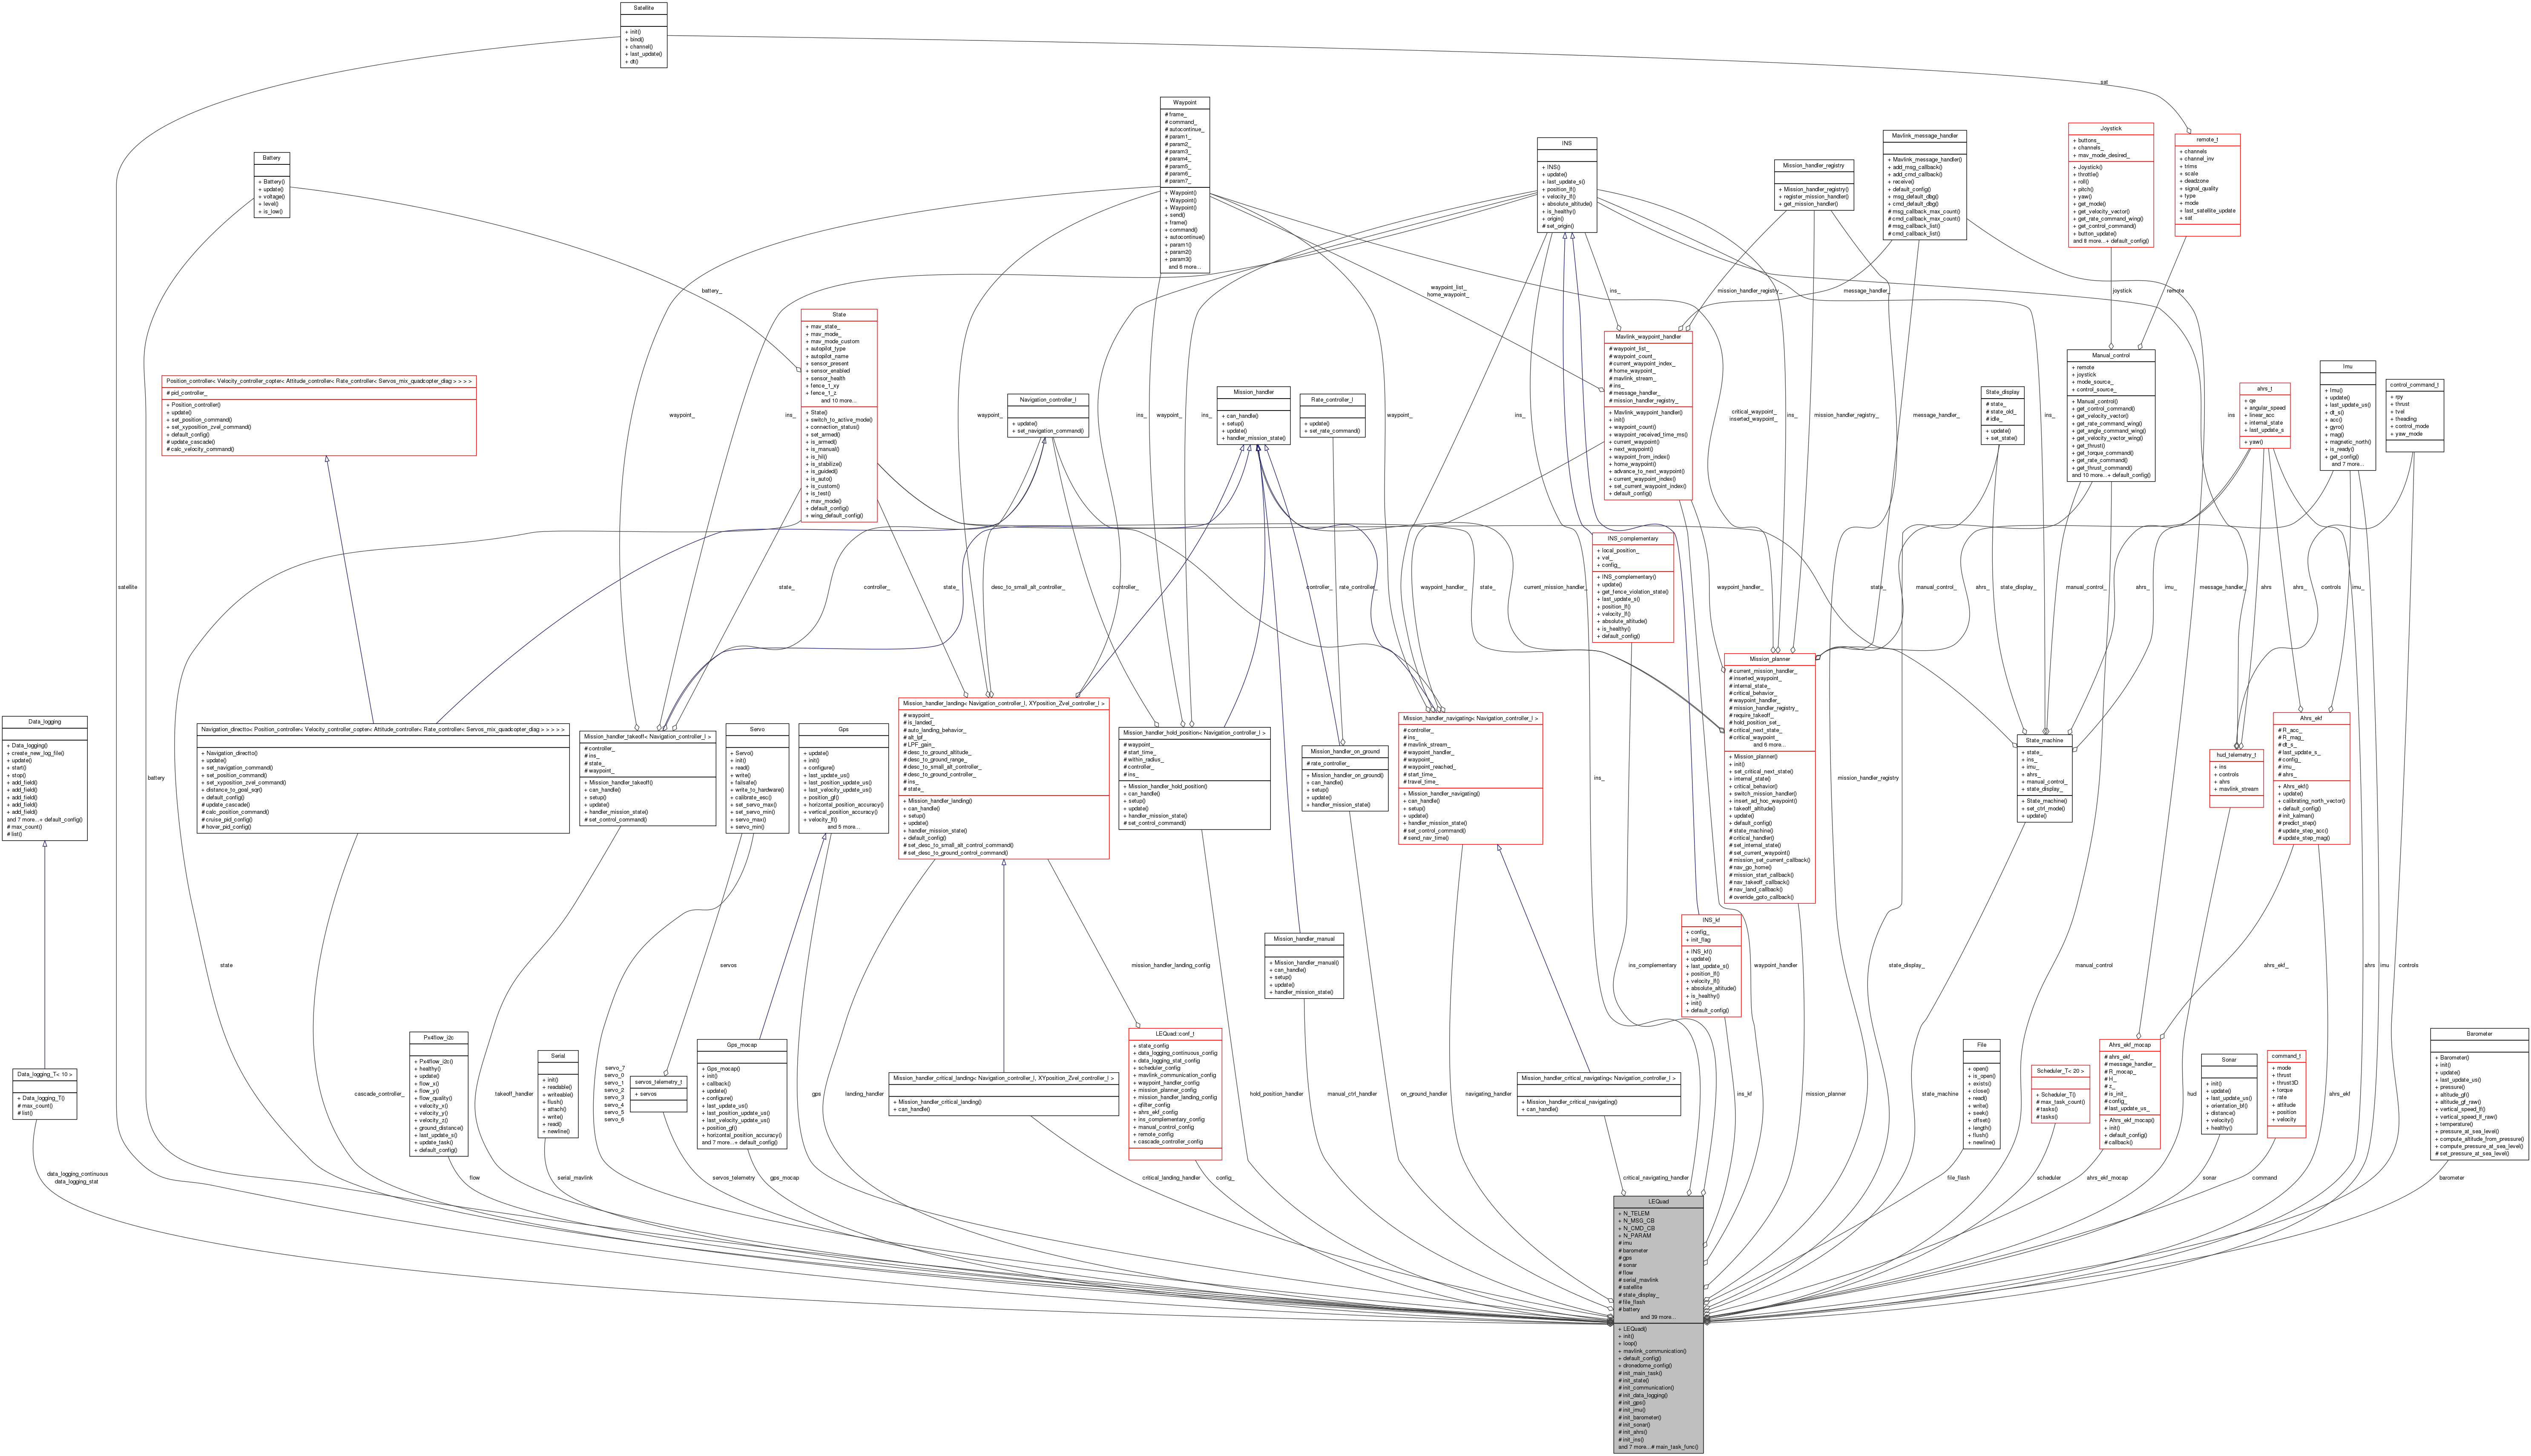 Satellite
+ init()
+ bind()
+ channel()
+ last_update()
+ dt()
sat
Waypoint
# frame_
# command_
# autocontinue_
# param1_
# param2_
# param3_
# param4_
# param5_
# param6_
# param7_
+ Waypoint()
+ Waypoint()
+ Waypoint()
+ send()
+ frame()
+ command()
+ autocontinue()
+ param1()
+ param2()
+ param3()
and 6 more...
Battery
+ Battery()
+ update()
+ voltage()
+ level()
+ is_low()
INS
+ INS()
+ update()
+ last_update_s()
+ position_lf()
+ velocity_lf()
+ absolute_altitude()
+ is_healthy()
+ origin()
# set_origin()
Mission_handler_registry
+ Mission_handler_registry()
+ register_mission_handler()
+ get_mission_handler()
Mavlink_message_handler
+ Mavlink_message_handler()
+ add_msg_callback()
+ add_cmd_callback()
+ receive()
+ default_config()
+ msg_default_dbg()
+ cmd_default_dbg()
# msg_callback_max_count()
# cmd_callback_max_count()
# msg_callback_list()
# cmd_callback_list()
Joystick
+ buttons_
+ channels_
+ mav_mode_desired_
+ Joystick()
+ throttle()
+ roll()
+ pitch()
+ yaw()
+ get_mode()
+ get_velocity_vector()
+ get_rate_command_wing()
+ get_control_command()
+ button_update()
and 8 more...+ default_config()
remote_t
+ channels
+ channel_inv
+ trims
+ scale
+ deadzone
+ signal_quality
+ type
+ mode
+ last_satellite_update
+ sat
battery_
waypoint_list_
home_waypoint_
ins_
mission_handler_registry_
message_handler_
joystick
remote
State
+ mav_state_
+ mav_mode_
+ mav_mode_custom
+ autopilot_type
+ autopilot_name
+ sensor_present
+ sensor_enabled
+ sensor_health
+ fence_1_xy
+ fence_1_z
and 10 more...
+ State()
+ switch_to_active_mode()
+ connection_status()
+ set_armed()
+ is_armed()
+ is_manual()
+ is_hil()
+ is_stabilize()
+ is_guided()
+ is_auto()
+ is_custom()
+ is_test()
+ mav_mode()
+ default_config()
+ wing_default_config()
Mavlink_waypoint_handler
# waypoint_list_
# waypoint_count_
# current_waypoint_index_
# home_waypoint_
# mavlink_stream_
# ins_
# message_handler_
# mission_handler_registry_
+ Mavlink_waypoint_handler()
+ init()
+ waypoint_count()
+ waypoint_received_time_ms()
+ current_waypoint()
+ next_waypoint()
+ waypoint_from_index()
+ home_waypoint()
+ advance_to_next_waypoint()
+ current_waypoint_index()
+ set_current_waypoint_index()
+ default_config()
Manual_control
+ remote
+ joystick
+ mode_source_
+ control_source_
+ Manual_control()
+ get_control_command()
+ get_velocity_vector()
+ get_rate_command_wing()
+ get_angle_command_wing()
+ get_velocity_vector_wing()
+ get_thrust()
+ get_torque_command()
+ get_rate_command()
+ get_thrust_command()
and 10 more...+ default_config()
Imu
+ Imu()
+ update()
+ last_update_us()
+ dt_s()
+ acc()
+ gyro()
+ mag()
+ magnetic_north()
+ is_ready()
+ get_config()
and 7 more...
Position_controller< Velocity_controller_copter< Attitude_controller< Rate_controller< Servos_mix_quadcopter_diag > > > >
# pid_controller_
+ Position_controller()
+ update()
+ set_position_command()
+ set_xyposition_zvel_command()
+ default_config()
# update_cascade()
# calc_velocity_command()
control_command_t
+ rpy
+ thrust
+ tvel
+ theading
+ control_mode
+ yaw_mode
ahrs_t
+ qe
+ angular_speed
+ linear_acc
+ internal_state
+ last_update_s
+ yaw()
State_display
# state_
# state_old_
# idle_
+ update()
+ set_state()
Mission_handler
+ can_handle()
+ setup()
+ update()
+ handler_mission_state()
Navigation_controller_I
+ update()
+ set_navigation_command()
Rate_controller_I
+ update()
+ set_rate_command()
waypoint_
ins_
waypoint_
ins_
waypoint_
ins_
waypoint_
ins_
critical_waypoint_
inserted_waypoint_
ins_
mission_handler_registry_
message_handler_
ins_
ins
INS_complementary
+ local_position_
+ vel_
+ config_
+ INS_complementary()
+ update()
+ get_fence_violation_state()
+ last_update_s()
+ position_lf()
+ velocity_lf()
+ absolute_altitude()
+ is_healthy()
+ default_config()
satellite
state_
controller_
state_
desc_to_small_alt_controller_
controller_
controller_
rate_controller_
waypoint_handler_
state_
current_mission_handler_
ins_
waypoint_handler_
state_
manual_control_
ahrs_
state_display_
manual_control_
ahrs_
imu_
message_handler_
ahrs
controls
ahrs_
imu_
Mission_planner
# current_mission_handler_
# inserted_waypoint_
# internal_state_
# critical_behavior_
# waypoint_handler_
# mission_handler_registry_
# require_takeoff_
# hold_position_set_
# critical_next_state_
# critical_waypoint_
and 6 more...
+ Mission_planner()
+ init()
+ set_critical_next_state()
+ internal_state()
+ critical_behavior()
+ switch_mission_handler()
+ insert_ad_hoc_waypoint()
+ takeoff_altitude()
+ update()
+ default_config()
# state_machine()
# critical_handler()
# set_internal_state()
# set_current_waypoint()
# mission_set_current_callback()
# nav_go_home()
# mission_start_callback()
# nav_takeoff_callback()
# nav_land_callback()
# override_goto_callback()
Data_logging
+ Data_logging()
+ create_new_log_file()
+ update()
+ start()
+ stop()
+ add_field()
+ add_field()
+ add_field()
+ add_field()
+ add_field()
and 7 more...+ default_config()
# max_count()
# list()
Navigation_directto< Position_controller< Velocity_controller_copter< Attitude_controller< Rate_controller< Servos_mix_quadcopter_diag > > > > >
+ Navigation_directto()
+ update()
+ set_navigation_command()
+ set_position_command()
+ set_xyposition_zvel_command()
+ distance_to_goal_sqr()
+ default_config()
# update_cascade()
# calc_position_command()
# cruise_pid_config()
# hover_pid_config()
Mission_handler_takeoff< Navigation_controller_I >
# controller_
# ins_
# state_
# waypoint_
+ Mission_handler_takeoff()
+ can_handle()
+ setup()
+ update()
+ handler_mission_state()
# set_control_command()
Servo
+ Servo()
+ init()
+ read()
+ write()
+ failsafe()
+ write_to_hardware()
+ calibrate_esc()
+ set_servo_max()
+ set_servo_min()
+ servo_max()
+ servo_min()
Gps
+ update()
+ init()
+ configure()
+ last_update_us()
+ last_position_update_us()
+ last_velocity_update_us()
+ position_gf()
+ horizontal_position_accuracy()
+ vertical_position_accuracy()
+ velocity_lf()
and 5 more...
Mission_handler_landing< Navigation_controller_I, XYposition_Zvel_controller_I >
# waypoint_
# is_landed_
# auto_landing_behavior_
# alt_lpf_
# LPF_gain_
# desc_to_ground_altitude_
# desc_to_ground_range_
# desc_to_small_alt_controller_
# desc_to_ground_controller_
# ins_
# state_
+ Mission_handler_landing()
+ can_handle()
+ setup()
+ update()
+ handler_mission_state()
+ default_config()
# set_desc_to_small_alt_control_command()
# set_desc_to_ground_control_command()
Mission_handler_hold_position< Navigation_controller_I >
# waypoint_
# start_time_
# within_radius_
# controller_
# ins_
+ Mission_handler_hold_position()
+ can_handle()
+ setup()
+ update()
+ handler_mission_state()
# set_control_command()
Mission_handler_on_ground
# rate_controller_
+ Mission_handler_on_ground()
+ can_handle()
+ setup()
+ update()
+ handler_mission_state()
Mission_handler_navigating< Navigation_controller_I >
# controller_
# ins_
# mavlink_stream_
# waypoint_handler_
# waypoint_
# waypoint_reached_
# start_time_
# travel_time_
+ Mission_handler_navigating()
+ can_handle()
+ setup()
+ update()
+ handler_mission_state()
# set_control_command()
# send_nav_time()
State_machine
+ state_
+ ins_
+ imu_
+ ahrs_
+ manual_control_
+ state_display_
+ State_machine()
+ set_ctrl_mode()
+ update()
hud_telemetry_t
+ ins
+ controls
+ ahrs
+ mavlink_stream
Ahrs_ekf
# R_acc_
# R_mag_
# dt_s_
# last_update_s_
# config_
# imu_
# ahrs_
+ Ahrs_ekf()
+ update()
+ calibrating_north_vector()
+ default_config()
# init_kalman()
# predict_step()
# update_step_acc()
# update_step_mag()
battery
ins_
mission_handler_registry
INS_kf
+ config_
+ init_flag
+ INS_kf()
+ update()
+ last_update_s()
+ position_lf()
+ velocity_lf()
+ absolute_altitude()
+ is_healthy()
+ init()
+ default_config()
Mission_handler_manual
+ Mission_handler_manual()
+ can_handle()
+ setup()
+ update()
+ handler_mission_state()
state
servos
mission_handler_landing_config
ins_complementary
waypoint_handler
state_display_
manual_control
ahrs_ekf_
ahrs
imu
controls
Data_logging_T< 10 >
+ Data_logging_T()
# max_count()
# list()
Px4flow_i2c
+ Px4flow_i2c()
+ healthy()
+ update()
+ flow_x()
+ flow_y()
+ flow_quality()
+ velocity_x()
+ velocity_y()
+ velocity_z()
+ ground_distance()
+ last_update_s()
+ update_task()
+ default_config()
Serial
+ init()
+ readable()
+ writeable()
+ flush()
+ attach()
+ write()
+ read()
+ newline()
servo_7
servo_0
servo_1
servo_2
servo_3
servo_4
servo_5
servo_6
servos_telemetry_t
+ servos
Gps_mocap
+ Gps_mocap()
+ init()
+ callback()
+ update()
+ configure()
+ last_update_us()
+ last_position_update_us()
+ last_velocity_update_us()
+ position_gf()
+ horizontal_position_accuracy()
and 7 more...+ default_config()
Mission_handler_critical_landing< Navigation_controller_I, XYposition_Zvel_controller_I >
+ Mission_handler_critical_landing()
+ can_handle()
LEQuad::conf_t
+ state_config
+ data_logging_continuous_config
+ data_logging_stat_config
+ scheduler_config
+ mavlink_communication_config
+ waypoint_handler_config
+ mission_planner_config
+ mission_handler_landing_config
+ qfilter_config
+ ahrs_ekf_config
+ ins_complementary_config
+ manual_control_config
+ remote_config
+ cascade_controller_config
Mission_handler_critical_navigating< Navigation_controller_I >
+ Mission_handler_critical_navigating()
+ can_handle()
File
+ open()
+ is_open()
+ exists()
+ close()
+ read()
+ write()
+ seek()
+ offset()
+ length()
+ flush()
+ newline()
Scheduler_T< 20 >
+ Scheduler_T()
# max_task_count()
# tasks()
# tasks()
Ahrs_ekf_mocap
# ahrs_ekf_
# message_handler_
# R_mocap_
# H_
# z_
# is_init_
# config_
# last_update_us_
+ Ahrs_ekf_mocap()
+ init()
+ default_config()
# callback()
Sonar
+ init()
+ update()
+ last_update_us()
+ orientation_bf()
+ distance()
+ velocity()
+ healthy()
command_t
+ mode
+ thrust
+ thrust3D
+ torque
+ rate
+ attitude
+ position
+ velocity
Barometer
+ Barometer()
+ init()
+ update()
+ last_update_us()
+ pressure()
+ altitude_gf()
+ altitude_gf_raw()
+ vertical_speed_lf()
+ vertical_speed_lf_raw()
+ temperature()
+ pressure_at_sea_level()
+ compute_altitude_from_pressure()
+ compute_pressure_at_sea_level()
# set_pressure_at_sea_level()
cascade_controller_
takeoff_handler
gps
landing_handler
hold_position_handler
manual_ctrl_handler
on_ground_handler
navigating_handler
ins_kf
mission_planner
state_machine
hud
ahrs_ekf
data_logging_continuous
data_logging_stat
flow
serial_mavlink
servos_telemetry
gps_mocap
critical_landing_handler
config_
critical_navigating_handler
file_flash
scheduler
ahrs_ekf_mocap
sonar
command
barometer
LEQuad
+ N_TELEM
+ N_MSG_CB
+ N_CMD_CB
+ N_PARAM
# imu
# barometer
# gps
# sonar
# flow
# serial_mavlink
# satellite
# state_display_
# file_flash
# battery
and 39 more...
+ LEQuad()
+ init()
+ loop()
+ mavlink_communication()
+ default_config()
+ dronedome_config()
# init_main_task()
# init_state()
# init_communication()
# init_data_logging()
# init_gps()
# init_imu()
# init_barometer()
# init_sonar()
# init_ahrs()
# init_ins()
and 7 more...# main_task_func()